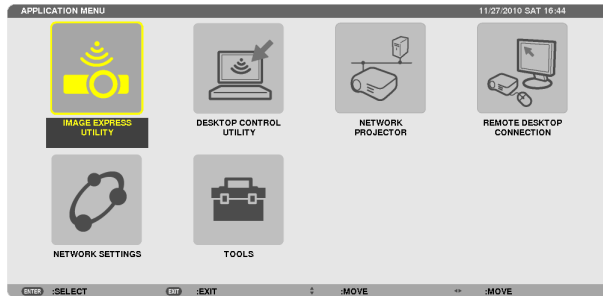 APPLICATION MENU 11/27/2010 SAT 16:44
IMAGE EXPRESS
UTILITY
DESKTOP CONTROL
UTILITY
NETWORK
PROJECTOR
REMOTE DESKTOP
CONNECTION
NETWORK SETTINGS
TOOLS
ENTER :SELECT EXIT :EXIT :MOVE :MOVE